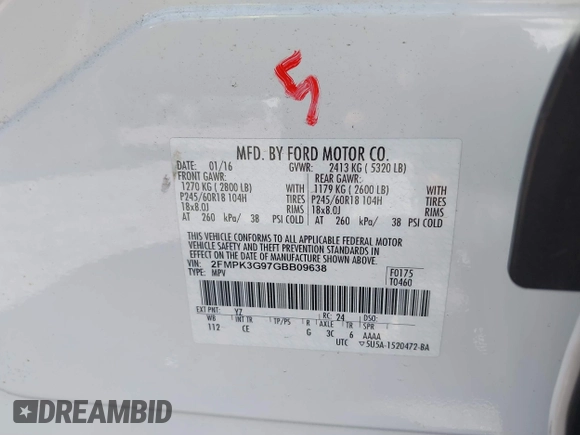 5
MFD. BY FORD MOTOR CO.
DATE: 01/16 GVWR: 2413 KG ( 5320 LB)
FRONT GAWR: REAR GAWR:
1270 KG ( 2800 LB) WITH 1179 KG ( 2600 LB) WITH
P245/60R18 104H TIRES P245/60R18 104H TIRES
18x8.0J RIMS 18x8.0J RIMS
AT 260 kPa/ 38 PSI COLD AT 260 kPa/ 38 PSI COLD
THIS VEHICLE CONFORMS TO ALL APPLICABLE FEDERAL MOTOR
VEHICLE SAFETY AND THEFT PREVENTION STANDARDS IN
EFFECT ON THE DATE OF MANUFACTURE SHOWN ABOVE.
VIN: 2FMPK3G97GBB09638
TYPE: MPV
F0175
T0460
EXT PNT: YZ RC: 24 DSO:
WB INT TR TP/PS R AXLE TR SPR
112 CE G 3C 6 AAAA
UTC 5U5A-1520472-BA
DREAMBID